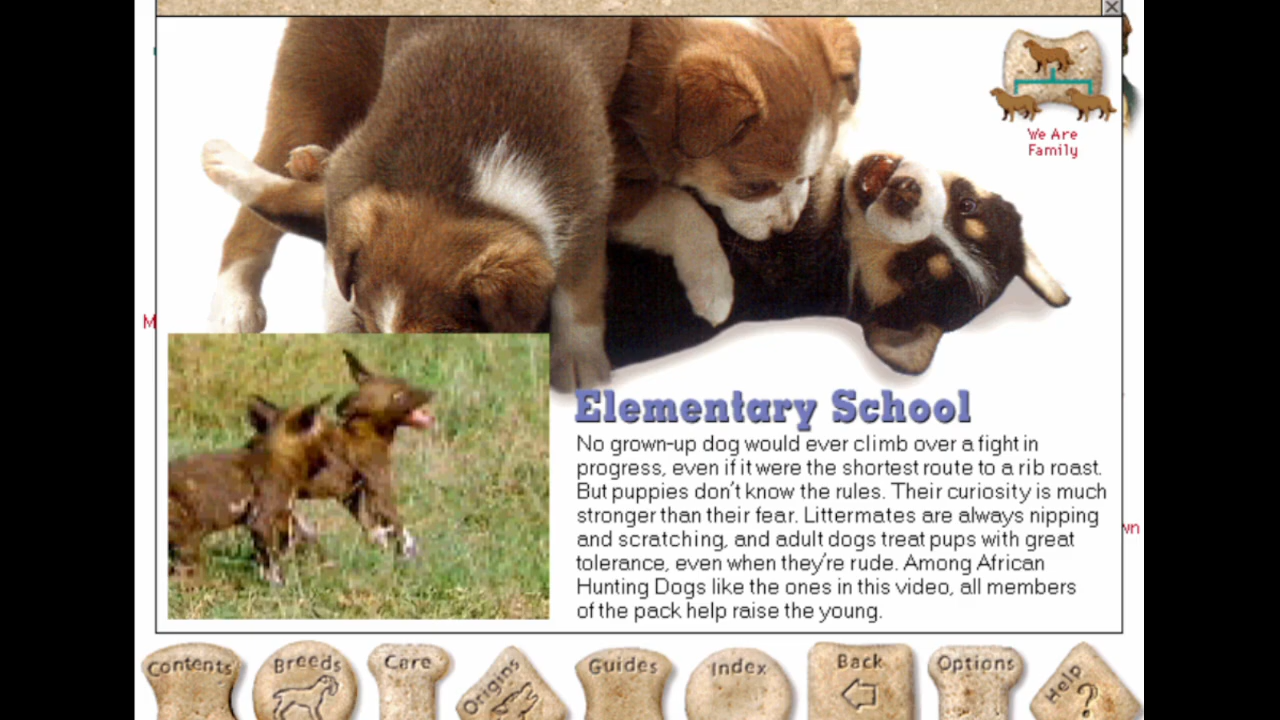 We Are
Family
M
Elementary School
No grown-up dog would ever climb over a fight in
progress, even if it were the shortest route to a rib roast.
But puppies don't know the rules. Their curiosity is much
stronger than their fear. Littermates are always nipping
and scratching, and adult dogs treat pups with great
tolerance, even when they're rude. Among African
Hunting Dogs like the ones in this video, all members
of the pack help raise the young.
wn
Contents
Breeds
Care
Origins
Guides
Index
Back
Options
Help
?